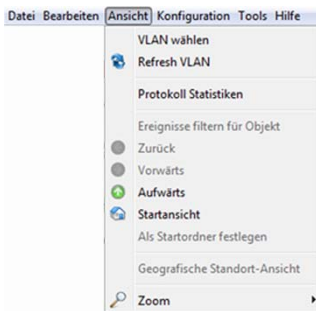 Datei Bearbeiten Ansicht Konfiguration Tools Hilfe
VLAN wählen
Refresh VLAN
Protokoll Statistiken
Ereignisse filtern für Objekt
Zurück
Vorwärts
Aufwärts
Startansicht
Als Startordner festlegen
Geografische Standort-Ansicht
Zoom